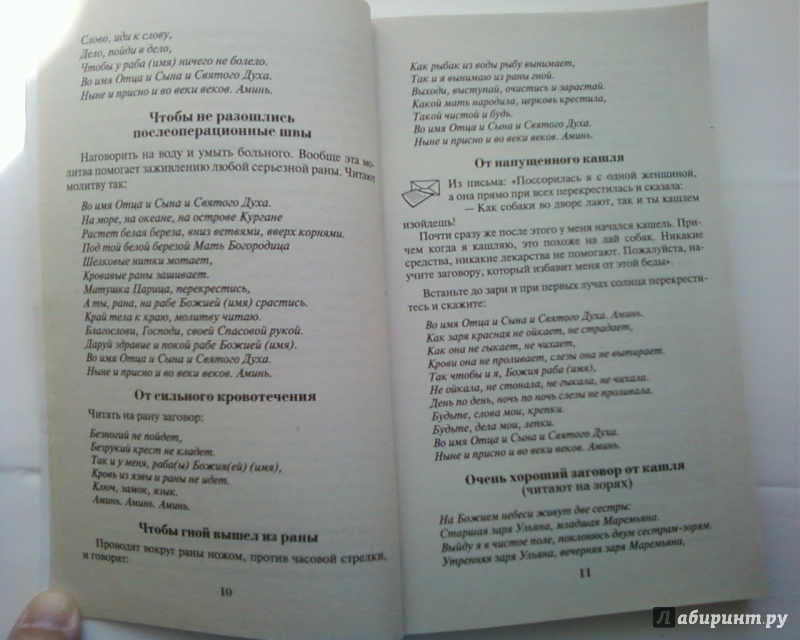 Слово, иди к слову,
Дело, пойди в дело,
Чтобы у раба (имя) ничего не болело.
Во имя Отца и Сына и Святого Духа.
Ныне и присно и во веки веков. Аминь.
Чтобы не разошлись
послеоперационные швы
Наговорить на воду и умыть больного. Вообще эта мо-
литва помогает заживлению любой серьезной раны. Читают
молитву так:
Во имя Отца и Сына и Святого Духа.
На море, на океане, на острове Кургане
Растет белая береза, вниз ветвями, вверх корнями.
Под той белой березой Мать Богородица
Шелковые нитки мотает,
Кровавые раны зашивает.
Матушка Царица, перекрестись,
А ты, рана, на рабе Божией (имя) срастись.
Край тела к краю, молитву читаю.
Благослови, Господи, своей Спасовой рукой.
Даруй здравие и покой рабе Божией (имя).
Во имя Отца и Сына и Святого Духа.
Ныне и присно и во веки веков. Аминь.
От сильного кровотечения
Читать на рану заговор:
Безногий не пойдет,
Безрукий крест не кладет.
Так и у меня, раба(ы) Божия(ей) (имя),
Кровь из язвы и раны не идет.
Ключ, замок, язык.
Аминь. Аминь. Аминь.
Чтобы гной вышел из раны
Проводят вокруг раны ножом, против часовой стрелки,
и говорят:
10
Как рыбак из воды рыбу вынимает,
Так и я вынимаю из раны гной.
Выходи, выступай, очистись и зарастай.
Какой мать народила, церковь крестила,
Такой чистой и будь.
Во имя Отца и Сына и Святого Духа.
Ныне и присно и во веки веков. Аминь.
От напущенного кашля
Из письма: «Поссорилась я с одной женщиной,
а она прямо при всех перекрестилась и сказала:
— Как собаки во дворе лают, так и ты кашлем
изойдешь!
Почти сразу же после этого у меня начался кашель. При-
чем когда я кашляю, это похоже на лай собак. Никакие
средства, никакие лекарства не помогают. Пожалуйста, на-
учите заговору, который избавит меня от этой беды».
Встаньте до зари и при первых лучах солнца перекрести-
тесь и скажите:
Во имя Отца и Сына и Святого Духа. Аминь.
Как заря красная не ойкает, не страдает,
Как она не гыкает, не чихает,
Крови она не проливает, слезы она не вытирает.
Так чтобы и я, Божия раба (имя),
Не ойкала, не стонала, не гыкала, не чихала.
День по день, ночь по ночь слезы не проливала.
Будьте, слова мои, крепки.
Будьте, дела мои, лепки.
Во имя Отца и Сына и Святого Духа.
Ныне и присно и во веки веков. Аминь.
Очень хороший заговор от кашля
(читают на зорях)
На Божием небеси живут две сестры:
Старшая заря Ульяна, младшая Маремьяна.
Выйду я в чистое поле, поклонюсь двум сестрам-зорям.
Утренняя заря Ульяна, вечерняя заря Маремьяна,
11
Лабиринт.ру